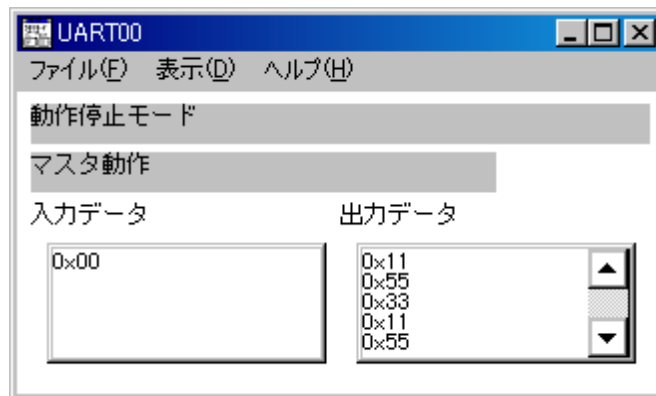 UART00
ファイル(F) 表示(D) ヘルプ(H)
動作停止モード
マスタ動作
入力データ 出力データ
0x00
0x11
0x55
0x33
0x11
0x55